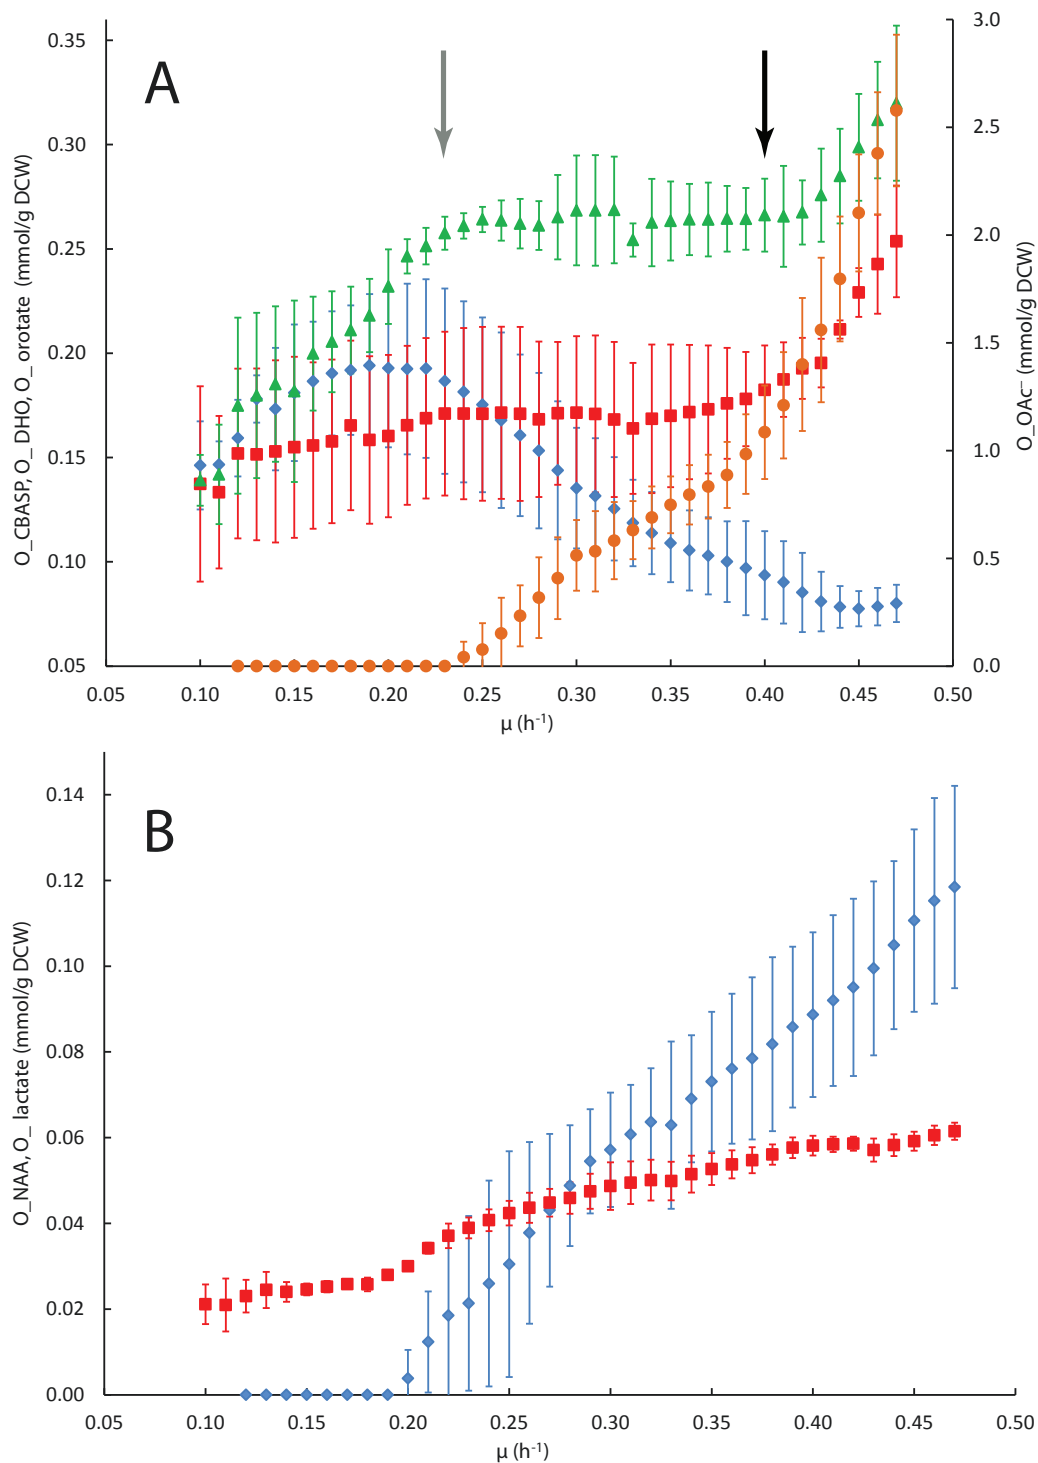 A
0.35
0.30
0.25
0.20
0.15
0.10
0.05
O_CBASP, O_ DHO, O_ orotate (mmol/g DCW)
3.0
2.5
2.0
1.5
1.0
0.5
0.0
O_OAc⁻ (mmol/g DCW)
0.05 0.10 0.15 0.20 0.25 0.30 0.35 0.40 0.45 0.50
μ (h⁻¹)
B
0.14
0.12
0.10
0.08
0.06
0.04
0.02
0.00
O_NAA, O_ lactate (mmol/g DCW)
0.05 0.10 0.15 0.20 0.25 0.30 0.35 0.40 0.45 0.50
μ (h⁻¹)